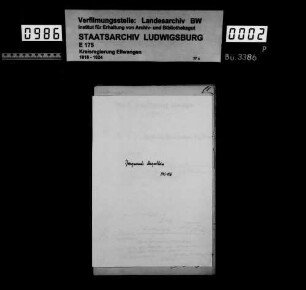 Verfilmungsstelle: Landesarchiv BW
Institut für Erhaltung von Archiv- und Bibliotheksgut
STAATSARCHIV LUDWIGSBURG
E 175
Kreisregierung Ellwangen
1818 - 1924
0986
0002
P
Bü 3386